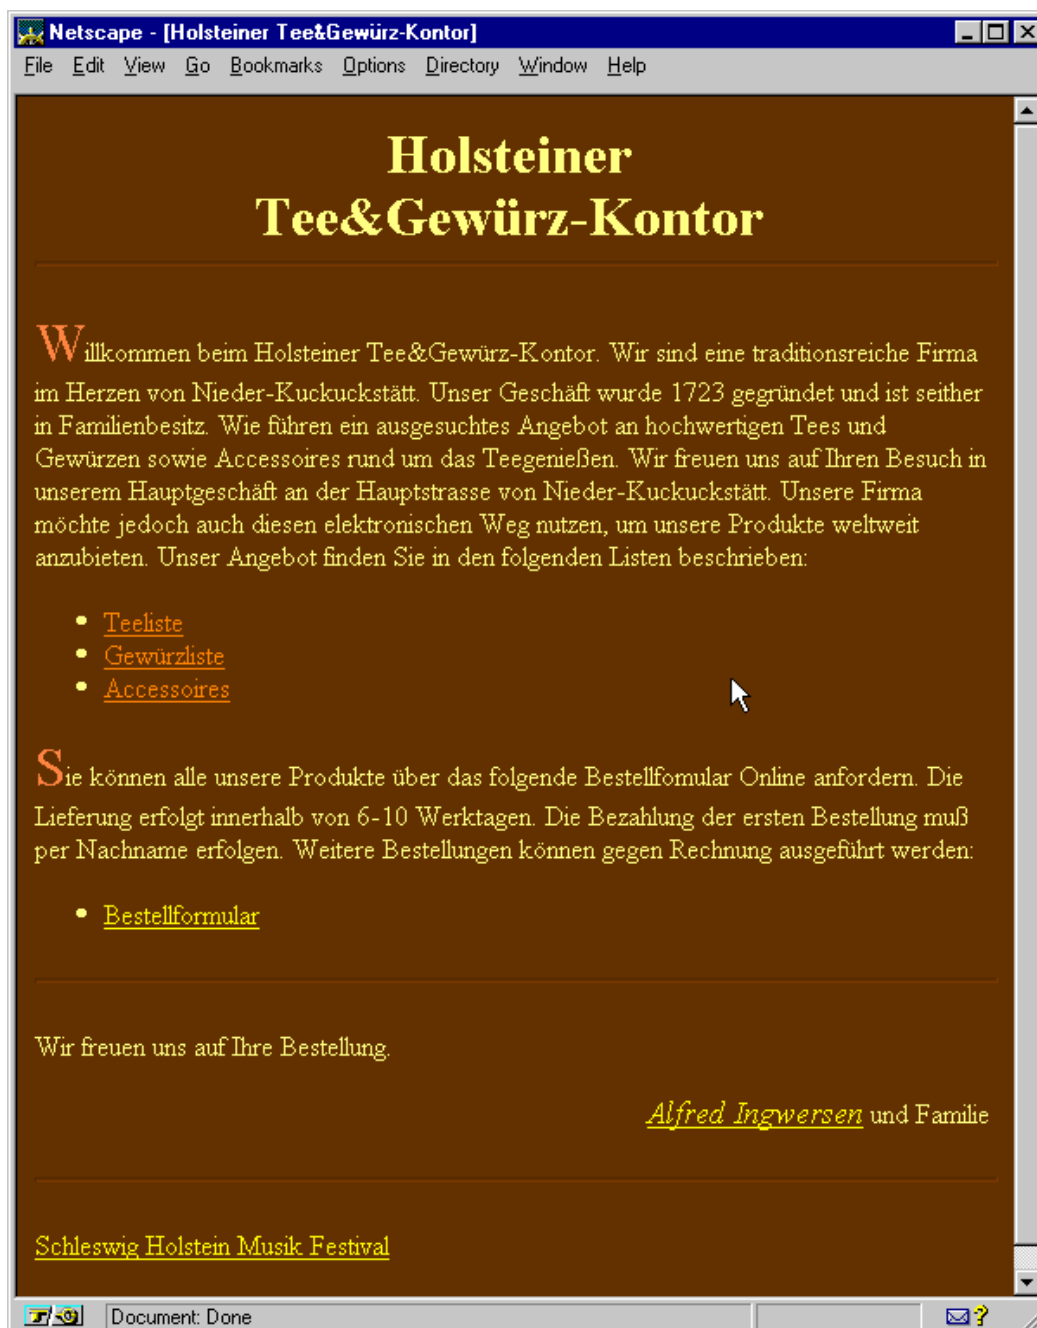 Netscape - [Holsteiner Tee&Gewürz-Kontor]
File Edit View Go Bookmarks Options Directory Window Help
Holsteiner
Tee&Gewürz-Kontor
Willkommen beim Holsteiner Tee&Gewürz-Kontor. Wir sind eine traditionsreiche Firma
im Herzen von Nieder-Kuckuckstätt. Unser Geschäft wurde 1723 gegründet und ist seither
in Familienbesitz. Wie führen ein ausgesuchtes Angebot an hochwertigen Tees und
Gewürzen sowie Accessoires rund um das Teegenießen. Wir freuen uns auf Ihren Besuch in
unserem Hauptgeschäft an der Hauptstrasse von Nieder-Kuckuckstätt. Unsere Firma
möchte jedoch auch diesen elektronischen Weg nutzen, um unsere Produkte weltweit
anzubieten. Unser Angebot finden Sie in den folgenden Listen beschrieben:
• Teeliste
• Gewürzliste
• Accessoires
Sie können alle unsere Produkte über das folgende Bestellfomular Online anfordern. Die
Lieferung erfolgt innerhalb von 6-10 Werktagen. Die Bezahlung der ersten Bestellung muß
per Nachname erfolgen. Weitere Bestellungen können gegen Rechnung ausgeführt werden:
• Bestellformular
Wir freuen uns auf Ihre Bestellung.
Alfred Ingwersen und Familie
Schleswig Holstein Musik Festival
Document: Done